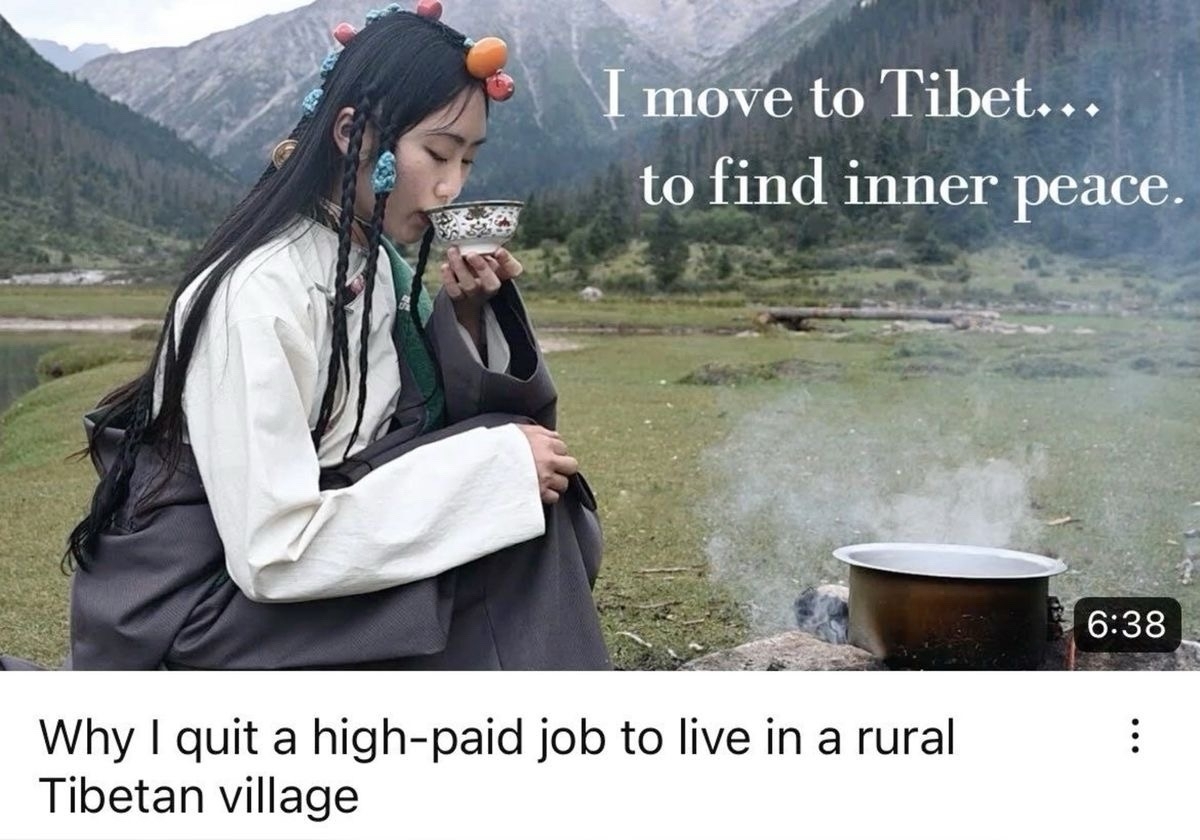 I move to Tibet...
to find inner peace.
6:38
Why I quit a high-paid job to live in a rural
Tibetan village